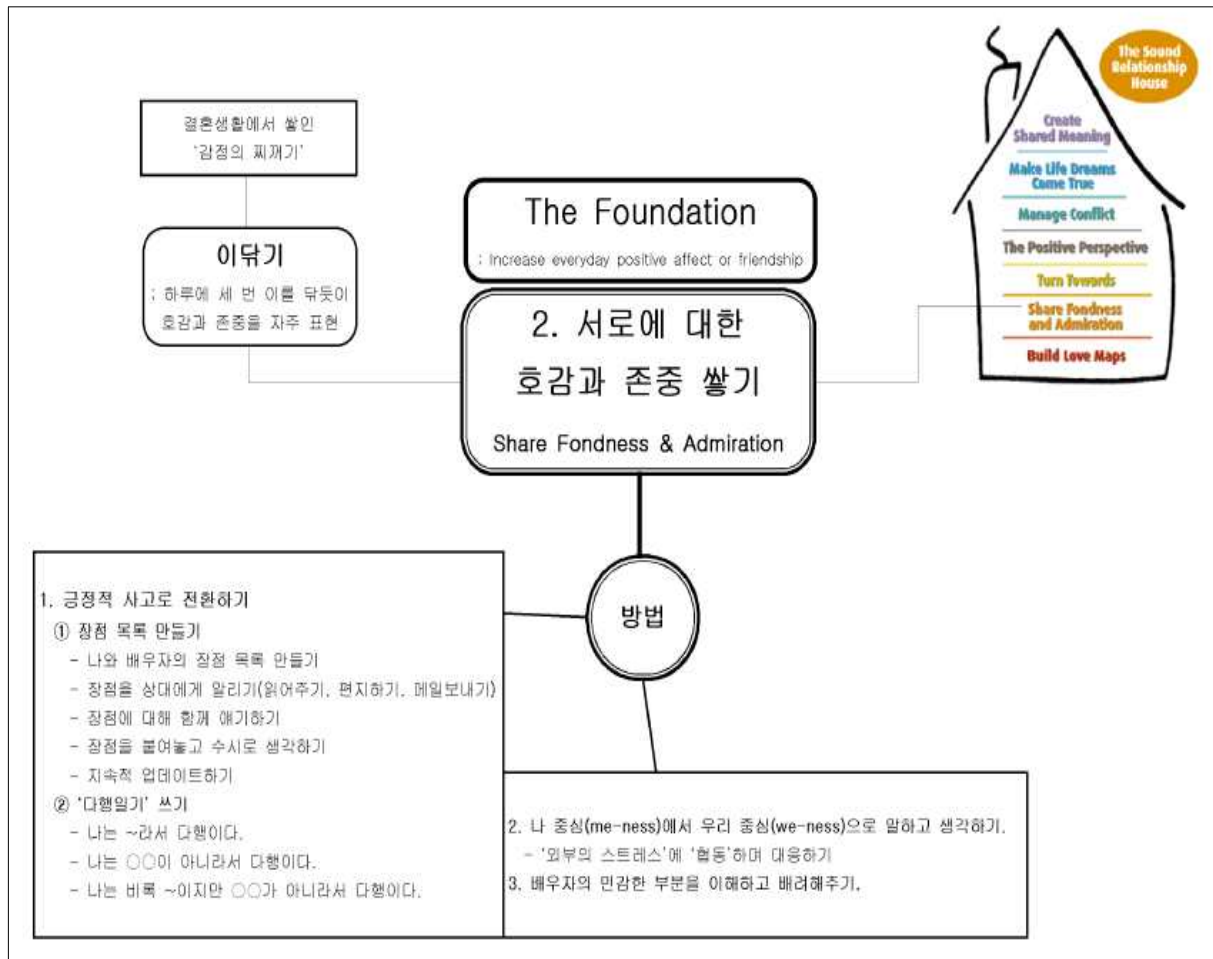 결혼생활에서 쌓인
'감정의 찌꺼기'
이닦기
; 하루에 세 번 이를 닦듯이
호감과 존중을 자주 표현
The Foundation
; Increase everyday positive affect or friendship
2. 서로에 대한
호감과 존중 쌓기
Share Fondness & Admiration
The Sound
Relationship
House
Create
Shared Meaning
Make Life Dreams
Come True
Manage Conflict
The Positive Perspective
Turn Towards
Share Fondness
and Admiration
Build Love Maps
방법
1. 긍정적 사고로 전환하기
① 장점 목록 만들기
- 나와 배우자의 장점 목록 만들기
- 장점을 상대에게 알리기(읽어주기, 편지하기, 메일보내기)
- 장점에 대해 함께 얘기하기
- 장점을 붙여놓고 수시로 생각하기
- 지속적 업데이트하기
② '다행일기' 쓰기
- 나는 ~라서 다행이다.
- 나는 ○○이 아니라서 다행이다.
- 나는 비록 ~이지만 ○○가 아니라서 다행이다.
2. 나 중심(me-ness)에서 우리 중심(we-ness)으로 말하고 생각하기.
- '외부의 스트레스'에 '협동'하며 대응하기
3. 배우자의 민감한 부분을 이해하고 배려해주기.